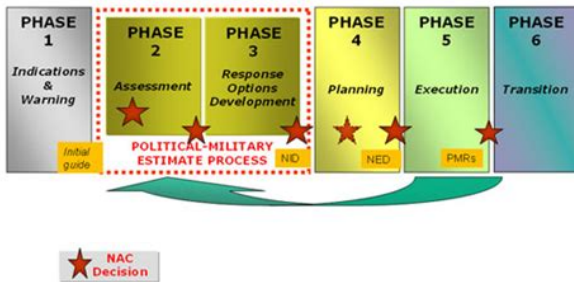 PHASE
1
Indications
&
Warning
Initial
guide
PHASE
2
Assessment
PHASE
3
Response
Options
Development
POLITICAL-MILITARY
ESTIMATE PROCESS
NID
PHASE
4
Planning
NED
PHASE
5
Execution
PMRs
PHASE
6
Transition
NAC
Decision